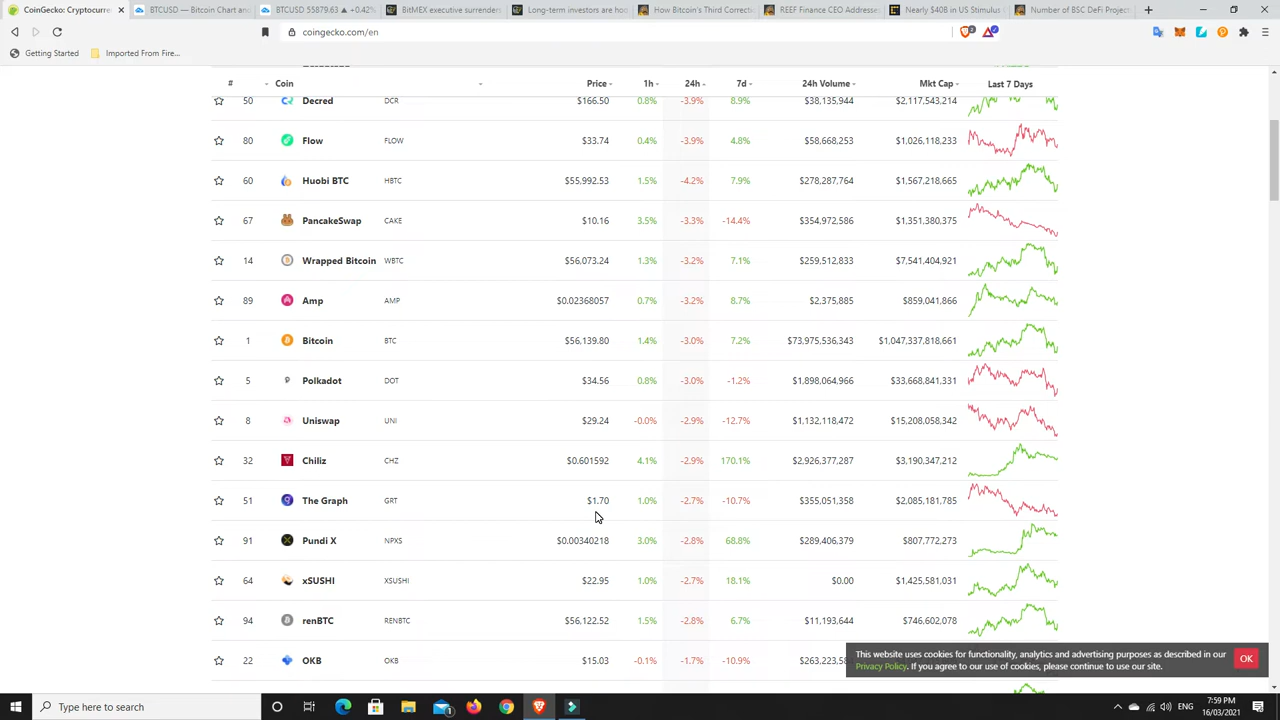 CoinGecko: Cryptocurr
BTCUSD — Bitcoin Chart and
BTCUSD 55879.63 ▲ +0.42%
BitMEX executive surrenders
Long-term investors are hod
How Bitcoin's Third Correcti
REEF Finance CEO Addresse
Nearly $40B in US Stimulus
Number of BSC DeFi Project
coingecko.com/en
Getting Started
Imported From Fire...
# Coin Price 1h 24h 7d 24h Volume Mkt Cap Last 7 Days
50 Decred DCR $166.50 0.8% -3.9% 8.9% $38,135,944 $2,117,543,214
80 Flow FLOW $33.74 0.4% -3.9% 4.8% $58,668,253 $1,026,118,233
60 Huobi BTC HBTC $55,992.53 1.5% -4.2% 7.9% $278,287,764 $1,567,218,665
67 PancakeSwap CAKE $10.16 3.5% -3.3% -14.4% $354,972,586 $1,351,380,375
14 Wrapped Bitcoin WBTC $56,073.24 1.3% -3.2% 7.1% $259,512,833 $7,541,404,921
89 Amp AMP $0.02368057 0.7% -3.2% 8.7% $2,375,885 $859,041,866
1 Bitcoin BTC $56,139.80 1.4% -3.0% 7.2% $73,975,536,343 $1,047,337,818,661
5 Polkadot DOT $34.56 0.8% -3.0% -1.2% $1,898,064,966 $33,668,841,331
8 Uniswap UNI $29.24 -0.0% -2.9% -12.7% $1,132,118,472 $15,208,058,342
32 Chiliz CHZ $0.601592 4.1% -2.9% 170.1% $2,926,377,287 $3,190,347,212
51 The Graph GRT $1.70 1.0% -2.7% -10.7% $355,051,358 $2,085,181,785
91 Pundi X NPXS $0.00340218 3.0% -2.8% 68.8% $289,406,379 $807,772,273
64 xSUSHI XSUSHI $22.95 1.0% -2.7% 18.1% $0.00 $1,425,581,031
94 renBTC RENBTC $56,122.52 1.5% -2.8% 6.7% $11,193,644 $746,602,078
22 OKB OKB $15.03 -0.1% -1.7% -10.9% $263,223,58
This website uses cookies for functionality, analytics and advertising purposes as described in our
Privacy Policy. If you agree to our use of cookies, please continue to use our site.
OK
Type here to search
ENG
7:59 PM
16/03/2021